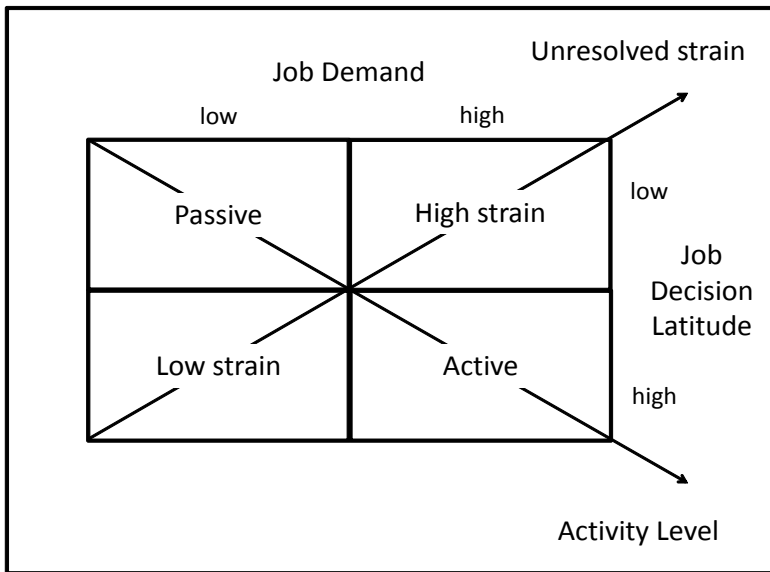 Unresolved strain
Job Demand
low
high
Passive
High strain
low
Job
Decision
Latitude
Low strain
Active
high
Activity Level